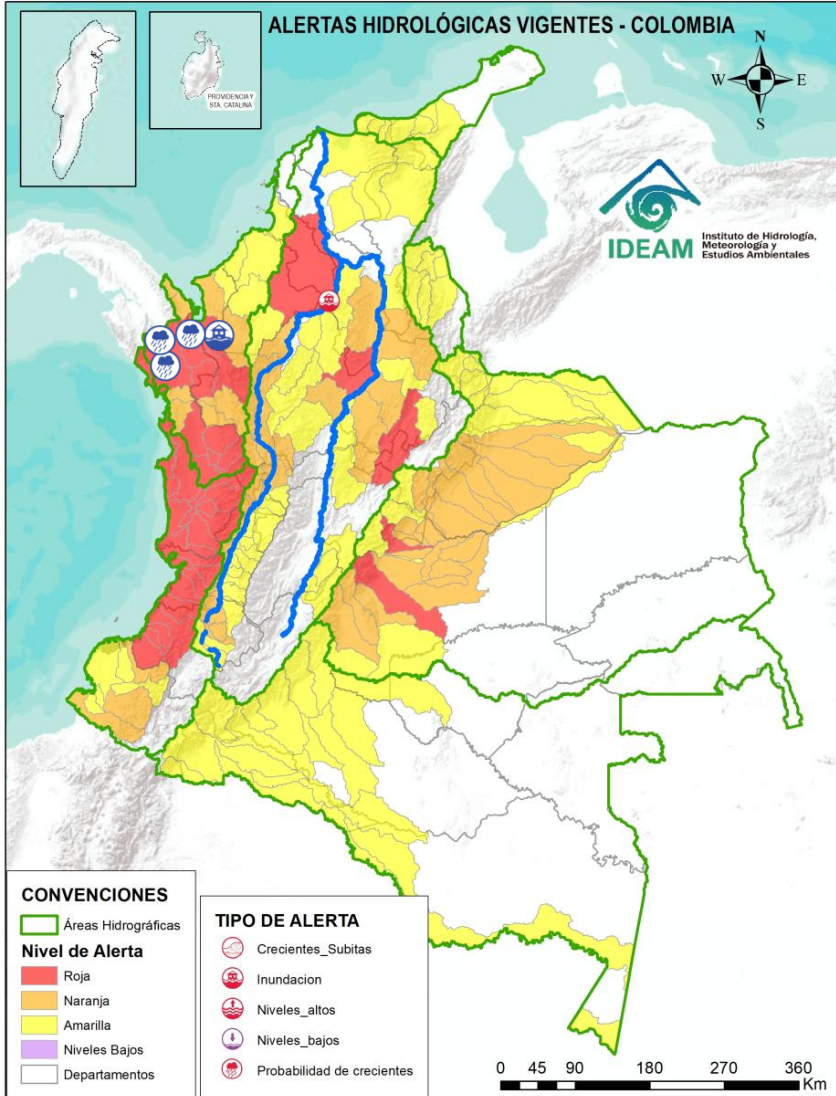 ALERTAS HIDROLÓGICAS VIGENTES - COLOMBIA
PROVIDENCIA Y
STA. CATALINA
N
W
E
S
IDEAM
Instituto de Hidrología,
Meteorología y
Estudios Ambientales
CONVENCIONES
Áreas Hidrográficas
Nivel de Alerta
Roja
Naranja
Amarilla
Niveles Bajos
Departamentos
TIPO DE ALERTA
Crecientes_Subitas
Inundacion
Niveles_altos
Niveles_bajos
Probabilidad de crecientes
0 45 90 180 270 360
Km